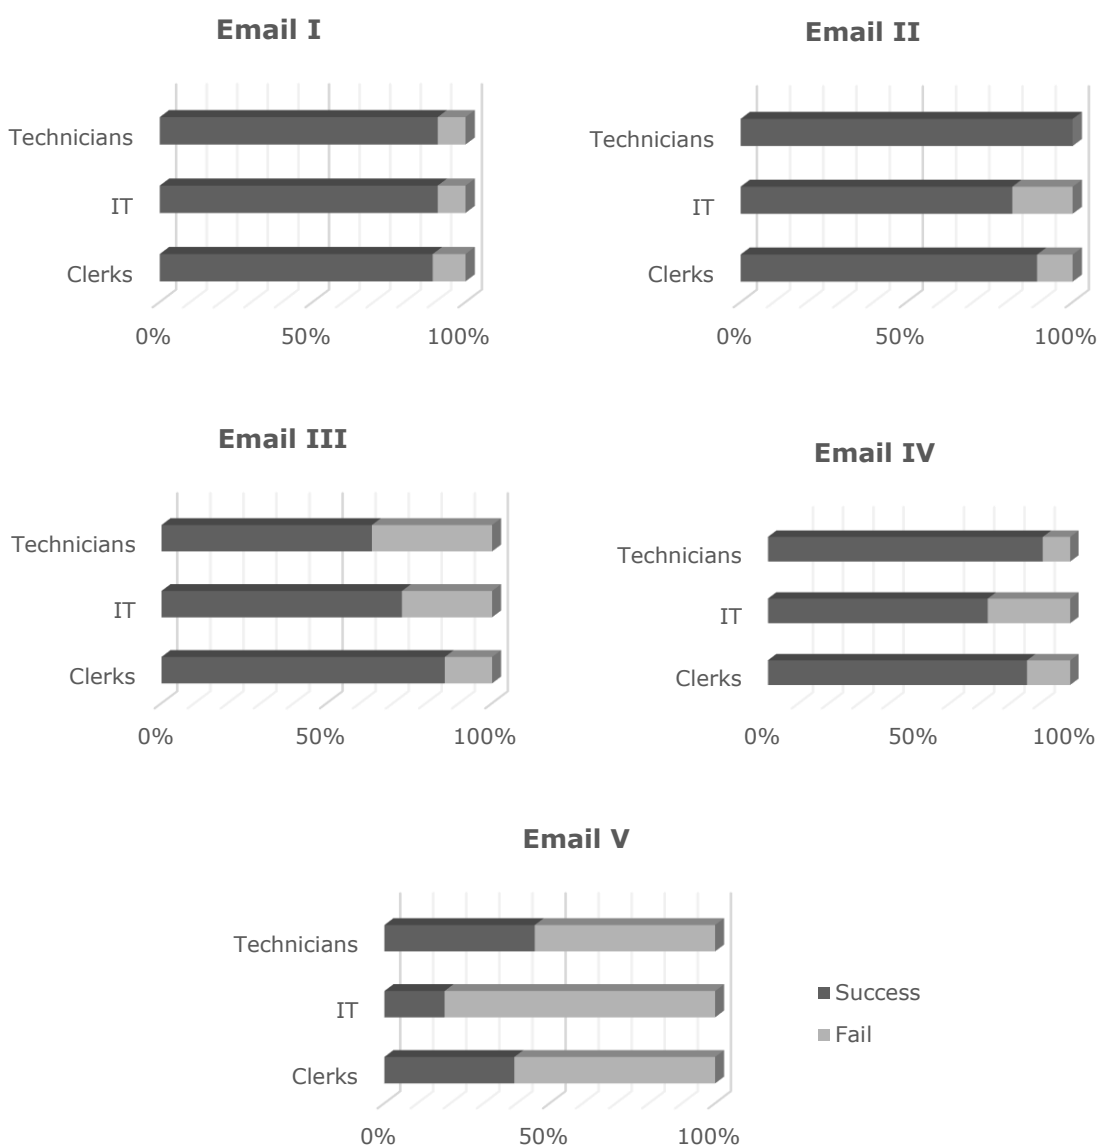 Email I
Technicians
IT
Clerks
0% 50% 100%
Email II
Technicians
IT
Clerks
0% 50% 100%
Email III
Technicians
IT
Clerks
0% 50% 100%
Email IV
Technicians
IT
Clerks
0% 50% 100%
Email V
Technicians
IT
Clerks
0% 50% 100%
Success
Fail